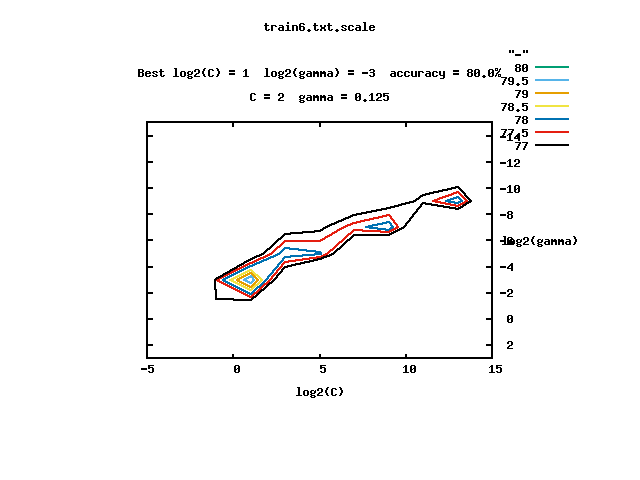 train6.txt.scale
"-"
Best log2(C) = 1  log2(gamma) = -3  accuracy = 80.0%
C = 2  gamma = 0.125
80
79.5
79
78.5
78
77.5
77
-14
-12
-10
-8
-6
log2(gamma)
-4
-2
0
2
-5 0 5 10 15
log2(C)